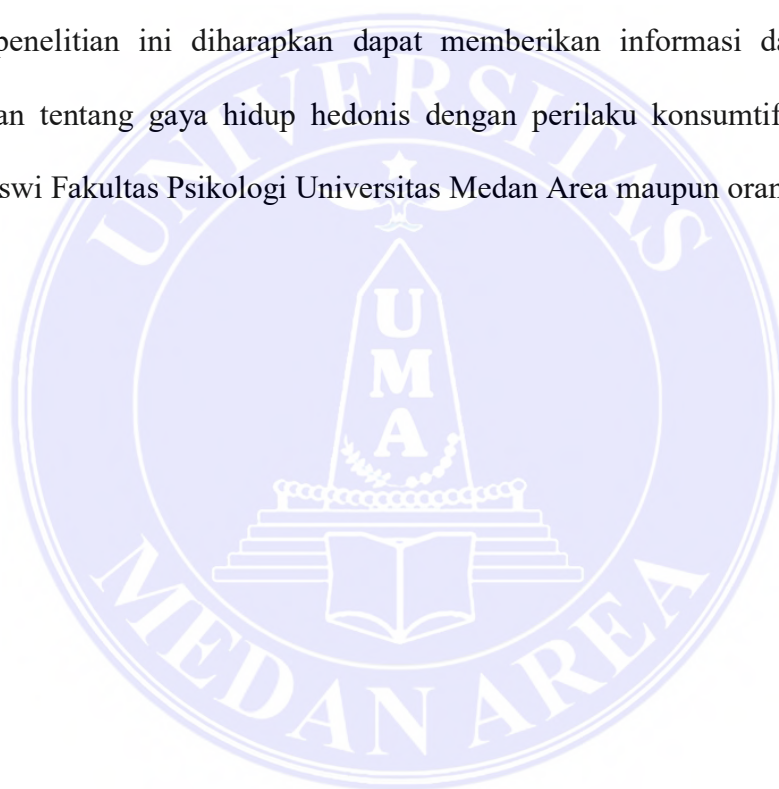 penelitian ini diharapkan dapat memberikan informasi da
an tentang gaya hidup hedonis dengan perilaku konsumtif
swi Fakultas Psikologi Universitas Medan Area maupun oran
UNIVERSITAS
U
M
A
MEDAN AREA